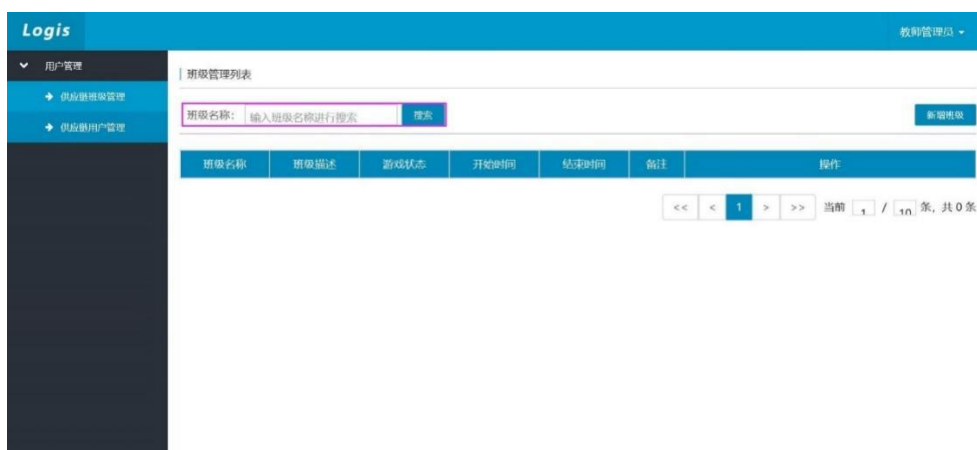 Logis
教师管理员
用户管理
供应链班级管理
供应链用户管理
班级管理列表
班级名称： 输入班级名称进行搜索 搜索 新增班级
班级名称 班级描述 游戏状态 开始时间 结束时间 备注 操作
<< < 1 > >> 当前 1 / 10 条，共 0 条